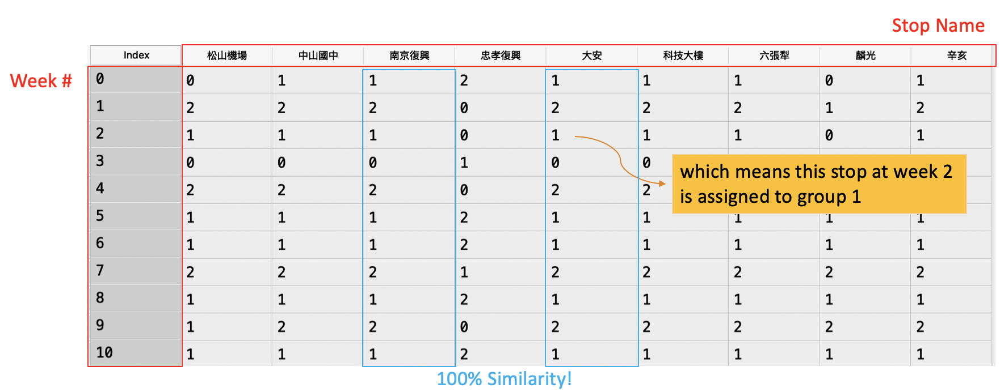 Stop Name
Index 松山機場 中山國中 南京復興 忠孝復興 大安 科技大樓 六張犁 麟光 辛亥
Week #
0 0 1 1 2 1 1 1 0 1
1 2 2 2 0 2 2 2 1 2
2 1 1 1 0 1 1 1 0 1
3 0 0 0 1 0 0
which means this stop at week 2
4 2 2 2 0 2 2
is assigned to group 1
5 1 1 1 2 1 1 1 1 1
6 1 1 1 2 1 1 1 1 1
7 2 2 2 1 2 2 2 2 2
8 1 1 1 2 1 1 1 1 1
9 1 2 2 0 2 2 2 2 2
10 1 1 1 2 1 1 1 1 1
100% Similarity!